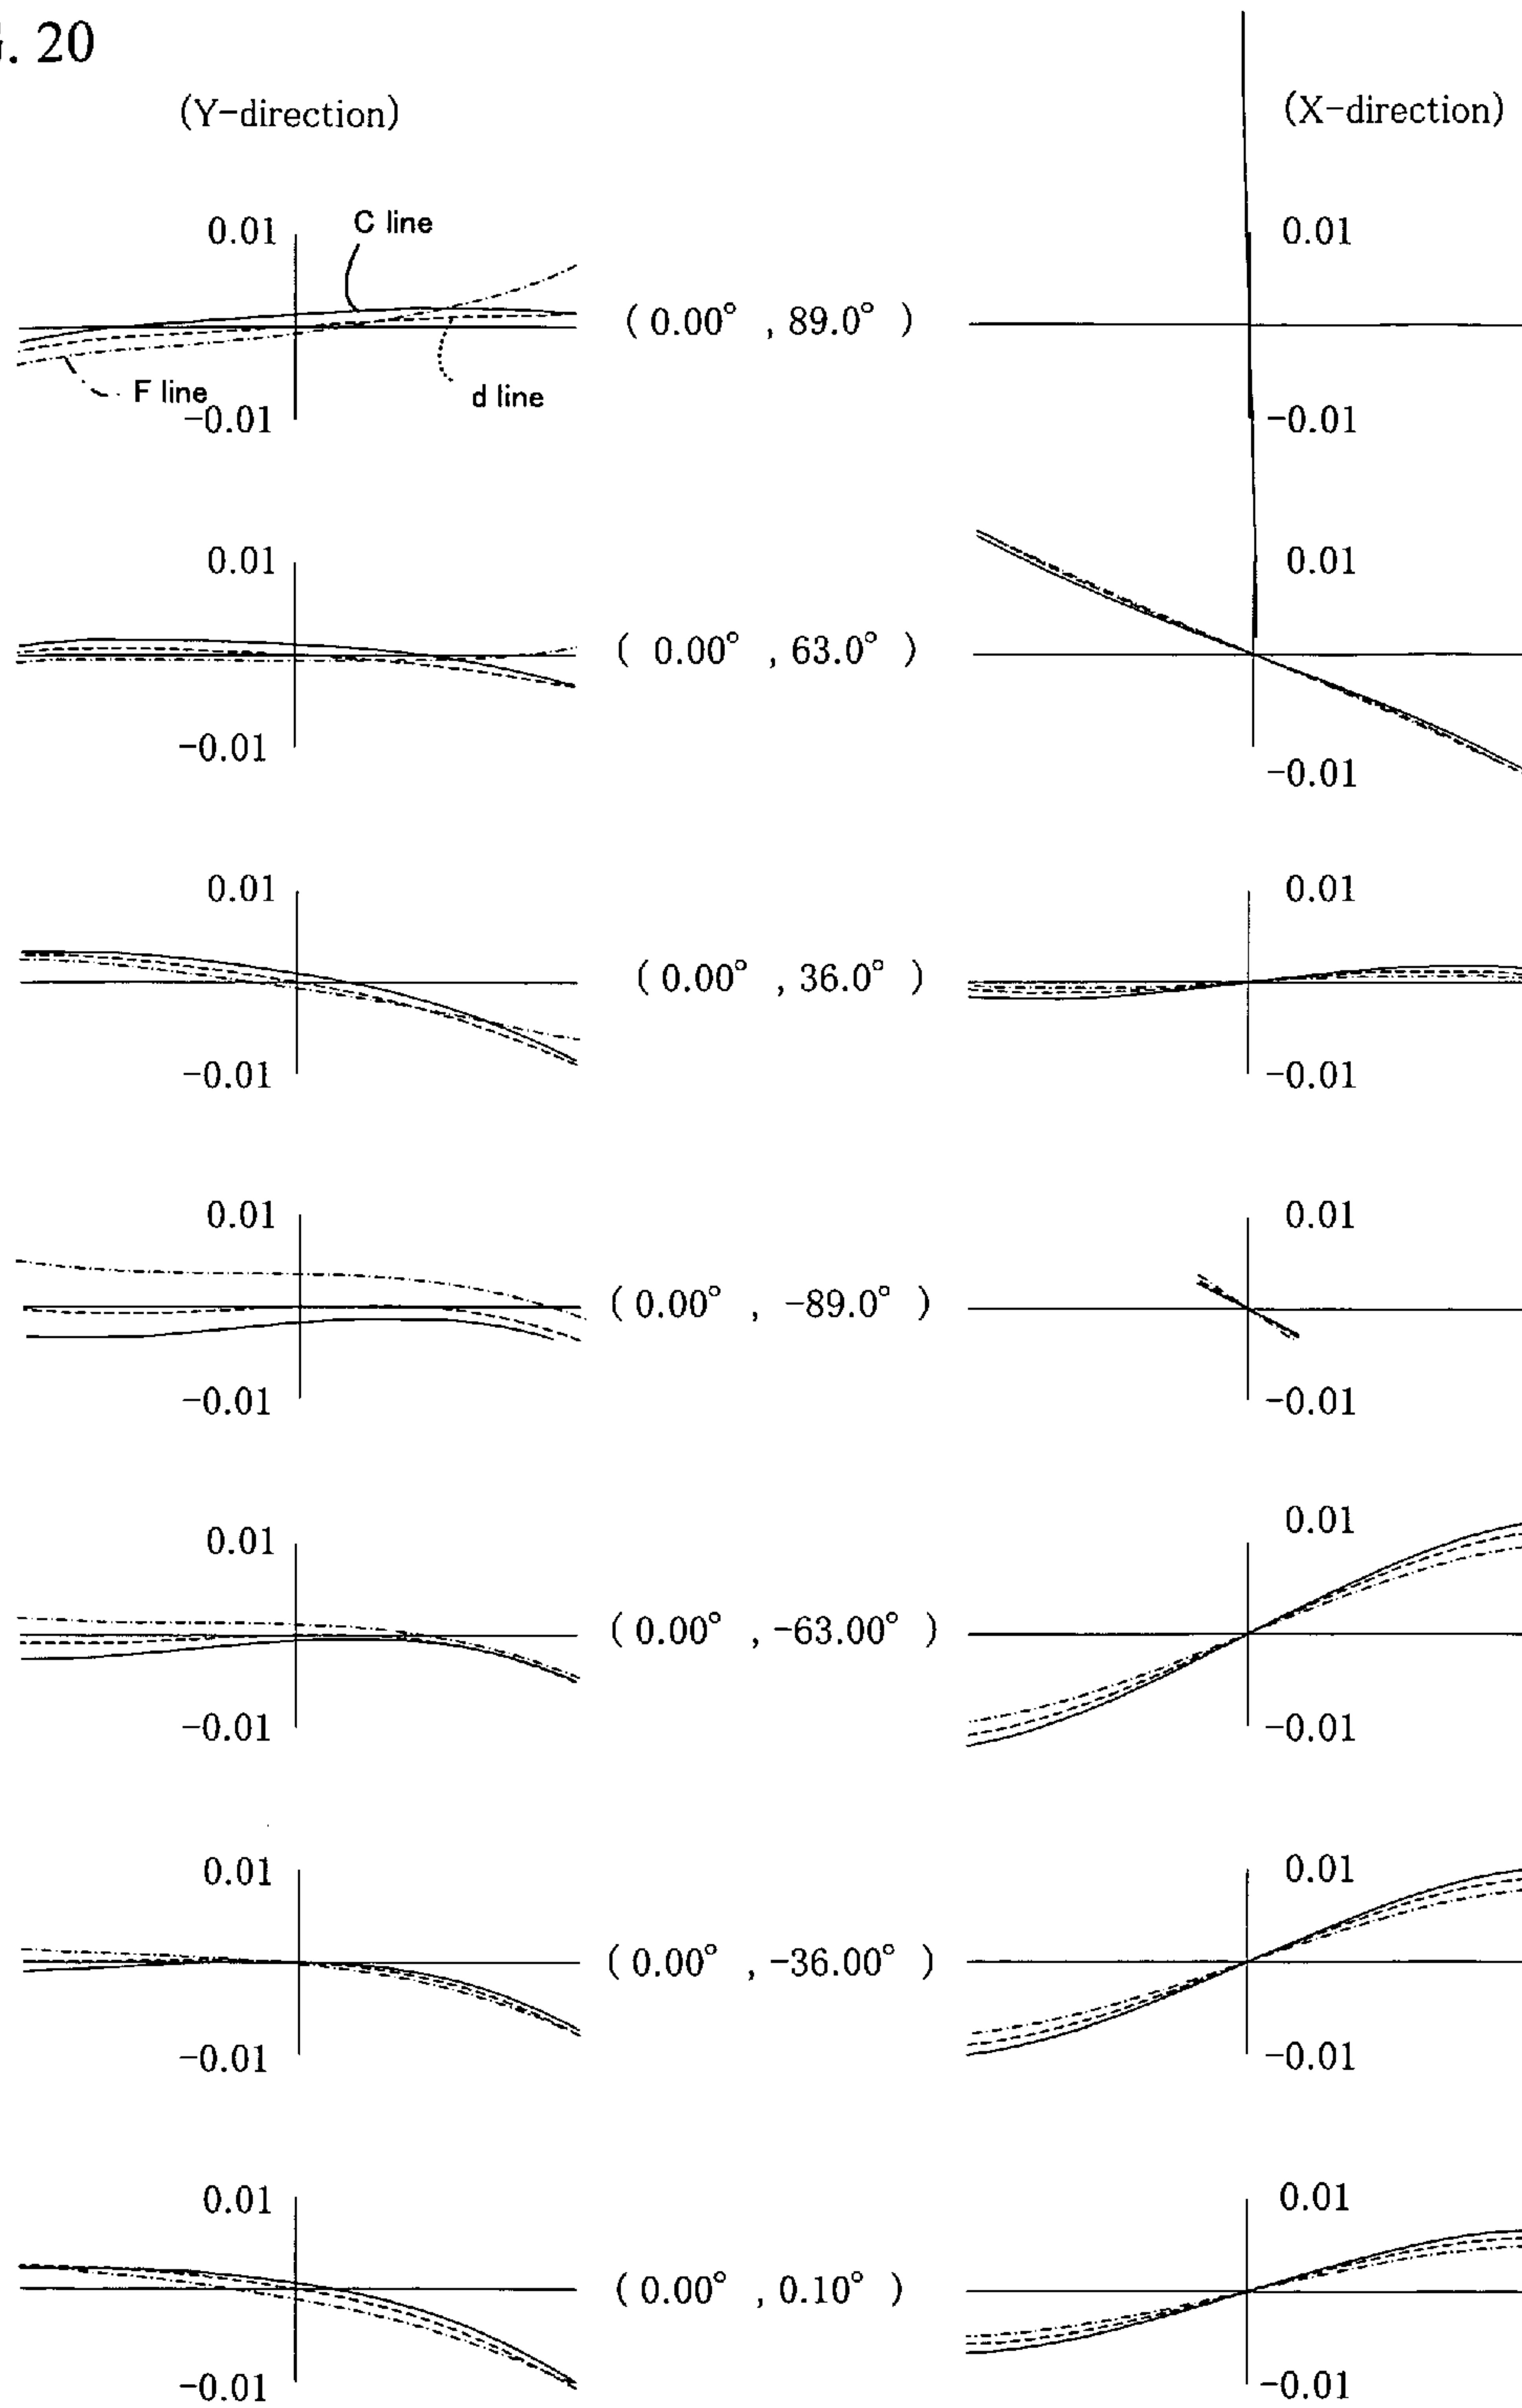 . 20
(Y-direction) (X-direction)
0.01 C line 0.01
( 0.00° , 89.0° )
F line d line
-0.01 -0.01
0.01 0.01
( 0.00° , 63.0° )
-0.01 -0.01
0.01 0.01
( 0.00° , 36.0° )
-0.01 -0.01
0.01 0.01
( 0.00° , -89.0° )
-0.01 -0.01
0.01 0.01
( 0.00° , -63.00° )
-0.01 -0.01
0.01 0.01
( 0.00° , -36.00° )
-0.01 -0.01
0.01 0.01
( 0.00° , 0.10° )
-0.01 -0.01